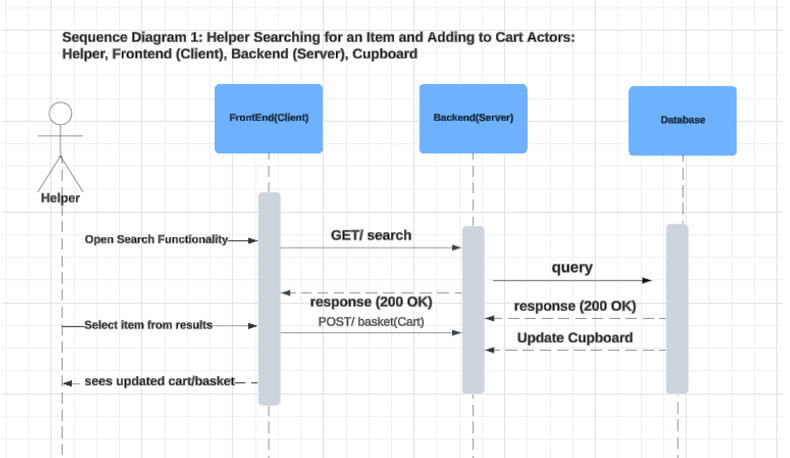 Sequence Diagram 1: Helper Searching for an Item and Adding to Cart Actors:
Helper, Frontend (Client), Backend (Server), Cupboard
FrontEnd(Client)
Backend(Server)
Database
Helper
Open Search Functionality
GET/ search
query
response (200 OK)
response (200 OK)
Select item from results
POST/ basket(Cart)
Update Cupboard
sees updated cart/basket